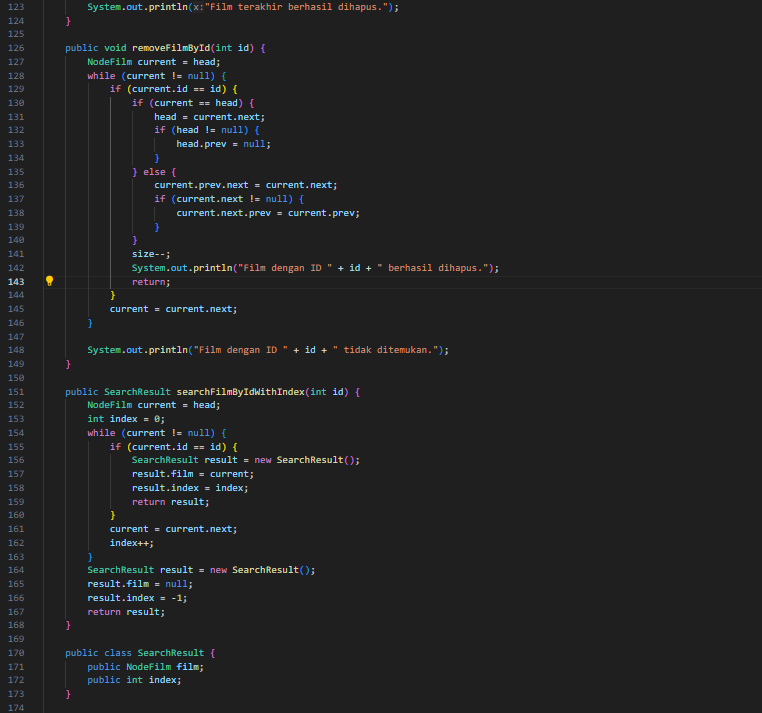 123 System.out.println(x:"Film terakhir berhasil dihapus.");
124 }
125
126 public void removeFilmById(int id) {
127 NodeFilm current = head;
128 while (current != null) {
129 if (current.id == id) {
130 if (current == head) {
131 head = current.next;
132 if (head != null) {
133 head.prev = null;
134 }
135 } else {
136 current.prev.next = current.next;
137 if (current.next != null) {
138 current.next.prev = current.prev;
139 }
140 }
141 size--;
142 System.out.println("Film dengan ID " + id + " berhasil dihapus.");
143 return;
144 }
145 current = current.next;
146 }
147
148 System.out.println("Film dengan ID " + id + " tidak ditemukan.");
149 }
150
151 public SearchResult searchFilmByIdWithIndex(int id) {
152 NodeFilm current = head;
153 int index = 0;
154 while (current != null) {
155 if (current.id == id) {
156 SearchResult result = new SearchResult();
157 result.film = current;
158 result.index = index;
159 return result;
160 }
161 current = current.next;
162 index++;
163 }
164 SearchResult result = new SearchResult();
165 result.film = null;
166 result.index = -1;
167 return result;
168 }
169
170 public class SearchResult {
171 public NodeFilm film;
172 public int index;
173 }
174